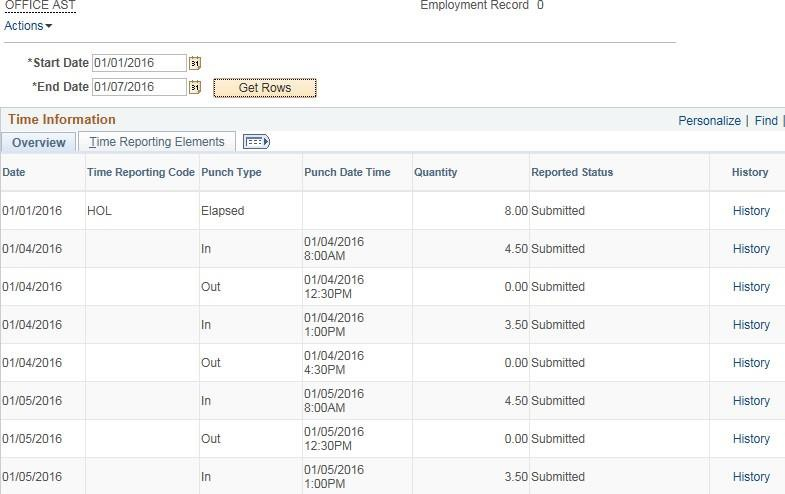 OFFICE AST Employment Record 0
Actions
*Start Date 01/01/2016 31
*End Date 01/07/2016 31 Get Rows
Time Information Personalize | Find |
Overview Time Reporting Elements
Date Time Reporting Code Punch Type Punch Date Time Quantity Reported Status History
01/01/2016 HOL Elapsed 8.00 Submitted History
01/04/2016 In 01/04/2016 8:00AM 4.50 Submitted History
01/04/2016 Out 01/04/2016 12:30PM 0.00 Submitted History
01/04/2016 In 01/04/2016 1:00PM 3.50 Submitted History
01/04/2016 Out 01/04/2016 4:30PM 0.00 Submitted History
01/05/2016 In 01/05/2016 8:00AM 4.50 Submitted History
01/05/2016 Out 01/05/2016 12:30PM 0.00 Submitted History
01/05/2016 In 01/05/2016 1:00PM 3.50 Submitted History